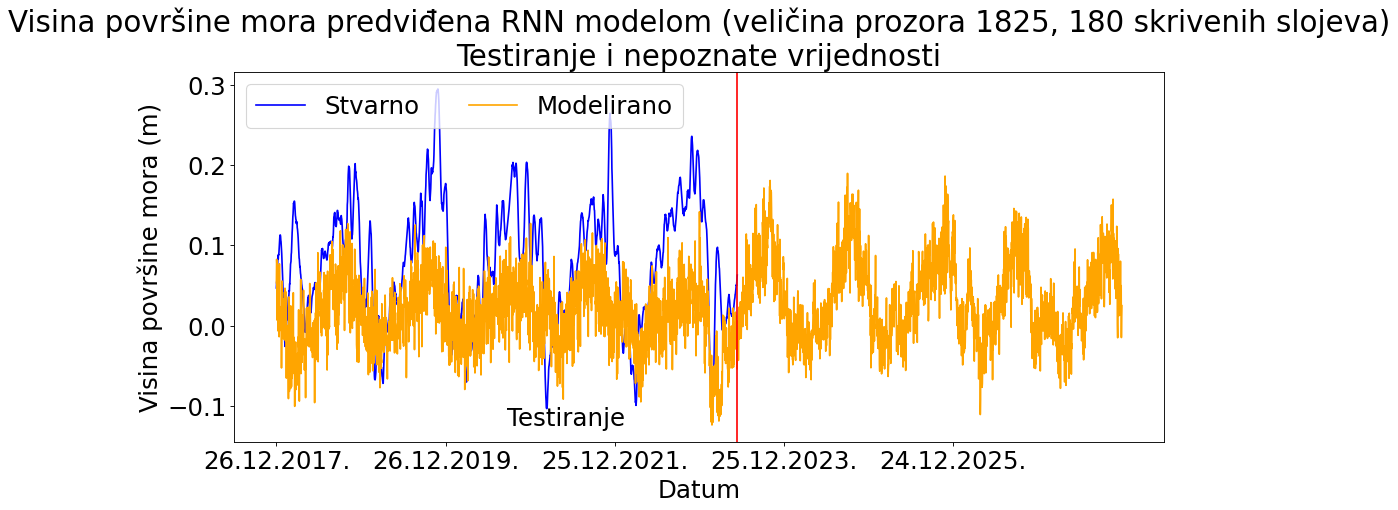 Visina površine mora predviđena RNN modelom (veličina prozora 1825, 180 skrivenih slojeva)
Testiranje i nepoznate vrijednosti
Stvarno Modelirano
Visina površine mora (m)
0.3
0.2
0.1
0.0
−0.1
Testiranje
26.12.2017. 26.12.2019. 25.12.2021. 25.12.2023. 24.12.2025.
Datum